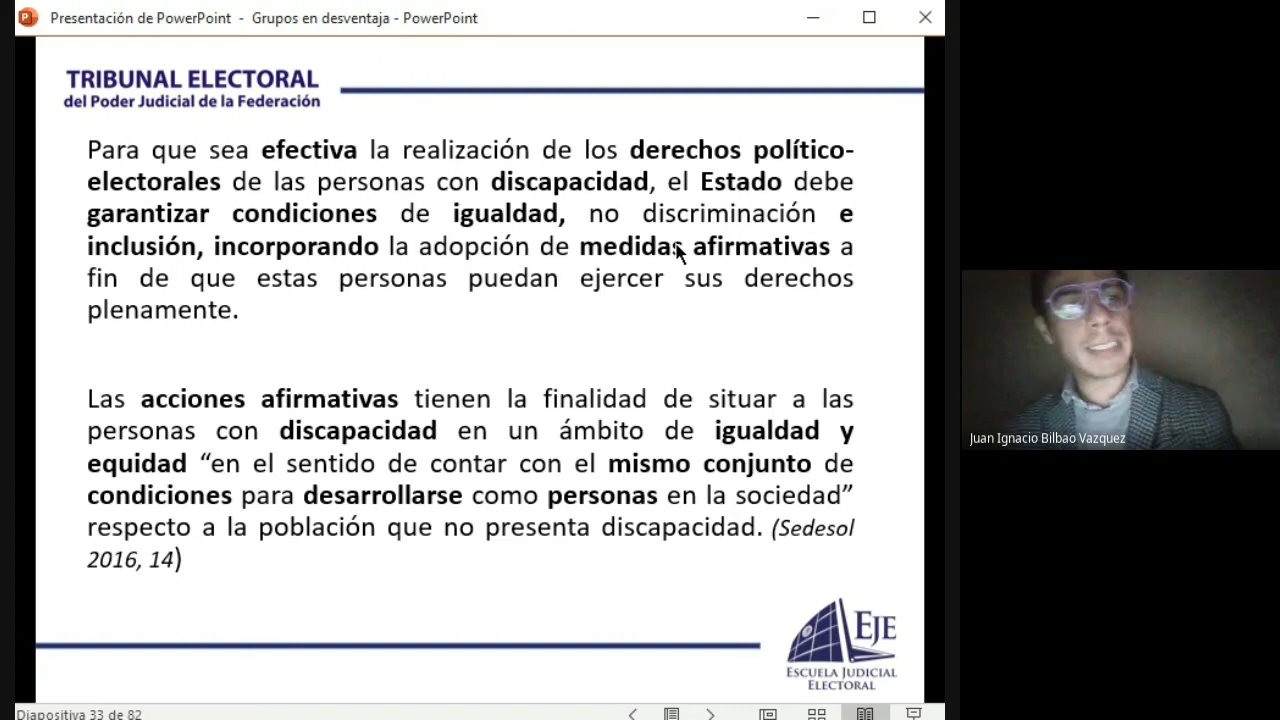 Presentación de PowerPoint - Grupos en desventaja - PowerPoint
TRIBUNAL ELECTORAL
del Poder Judicial de la Federación
Para que sea efectiva la realización de los derechos político-
electorales de las personas con discapacidad, el Estado debe
garantizar condiciones de igualdad, no discriminación e
inclusión, incorporando la adopción de medidas afirmativas a
fin de que estas personas puedan ejercer sus derechos
plenamente.
Las acciones afirmativas tienen la finalidad de situar a las
personas con discapacidad en un ámbito de igualdad y
equidad “en el sentido de contar con el mismo conjunto de
condiciones para desarrollarse como personas en la sociedad”
respecto a la población que no presenta discapacidad. (Sedesol
2016, 14)
EJE
ESCUELA JUDICIAL
ELECTORAL
Diapositiva 33 de 82
Juan Ignacio Bilbao Vazquez